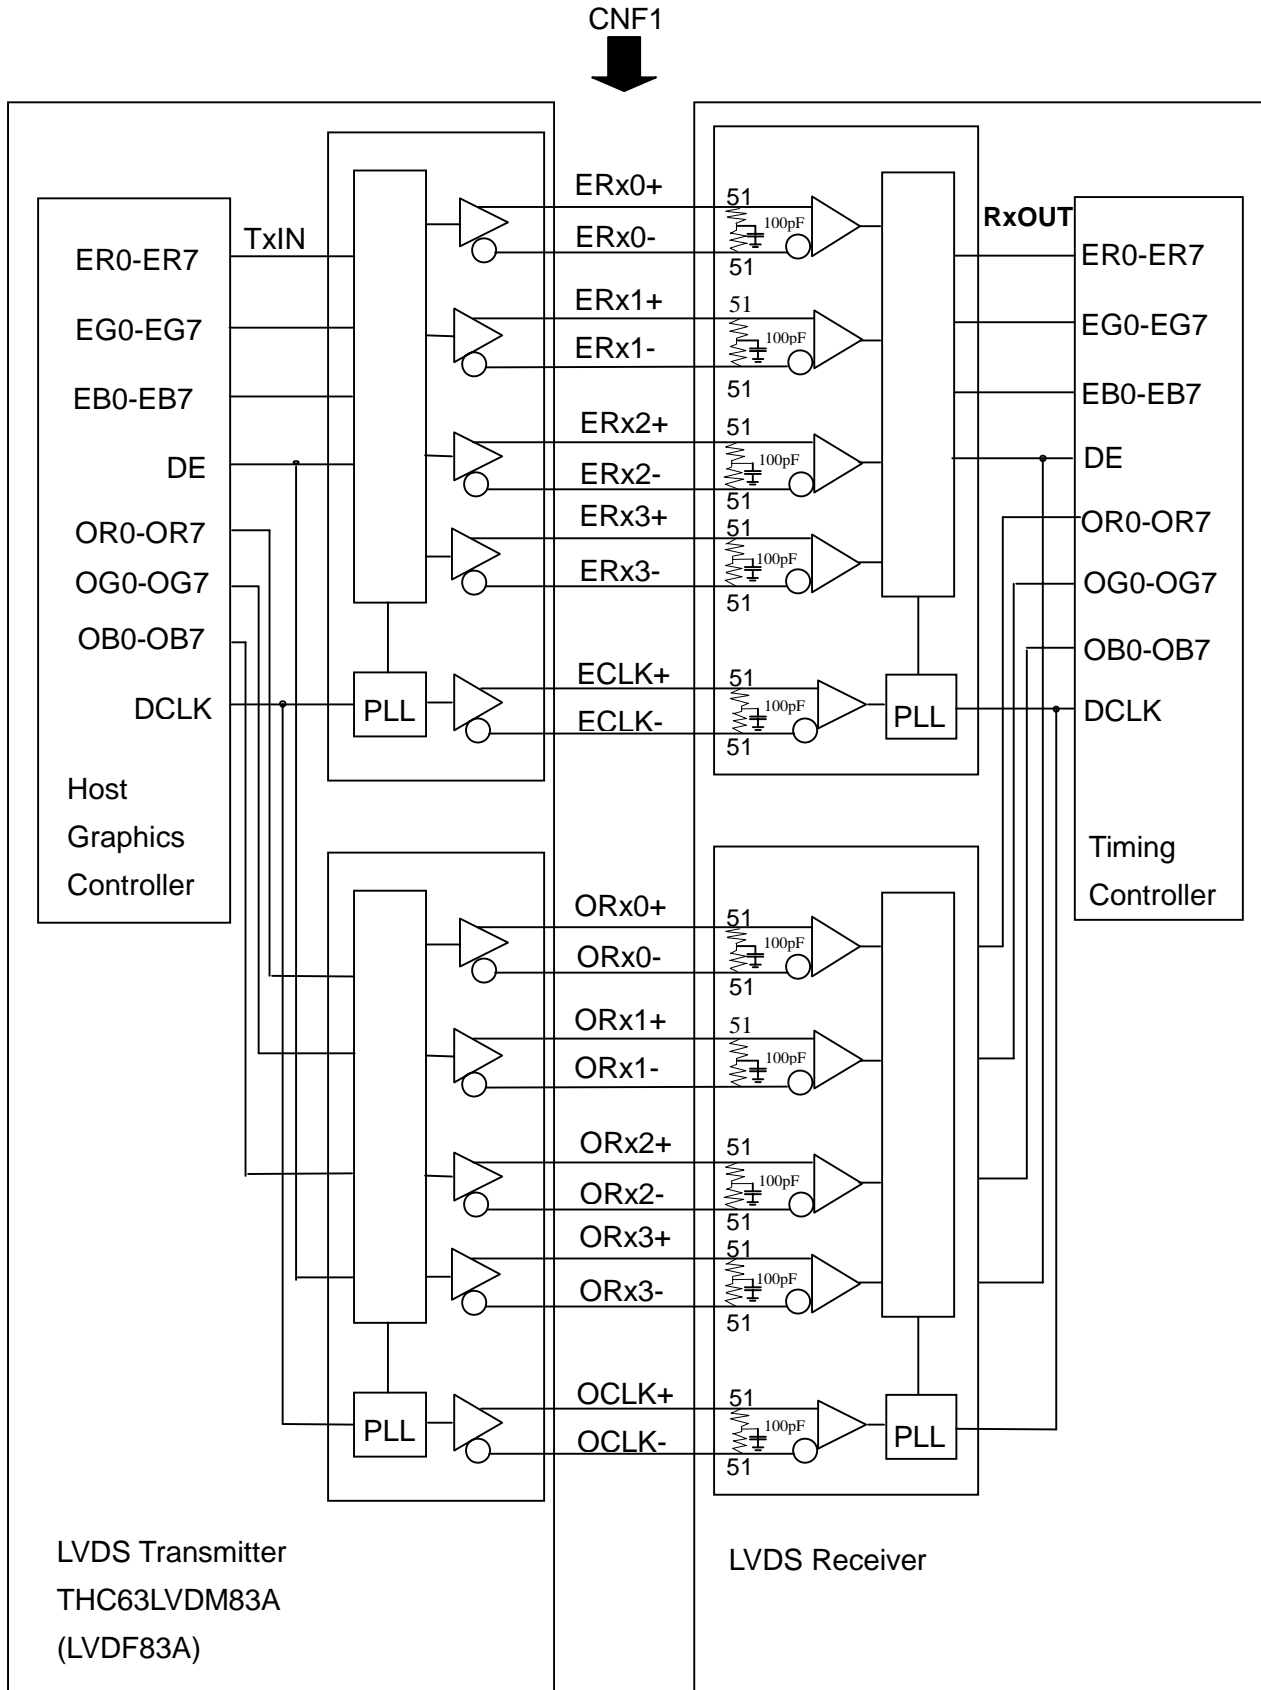 CNF1
TxIN
ER0-ER7
EG0-EG7
EB0-EB7
DE
OR0-OR7
OG0-OG7
OB0-OB7
DCLK
Host
Graphics
Controller
PLL
ERx0+
ERx0-
ERx1+
ERx1-
ERx2+
ERx2-
ERx3+
ERx3-
ECLK+
ECLK-
51
100pF
51
51
100pF
51
51
100pF
51
51
100pF
51
51
100pF
51
PLL
RxOUT
ER0-ER7
EG0-EG7
EB0-EB7
DE
OR0-OR7
OG0-OG7
OB0-OB7
DCLK
Timing
Controller
PLL
ORx0+
ORx0-
ORx1+
ORx1-
ORx2+
ORx2-
ORx3+
ORx3-
OCLK+
OCLK-
51
100pF
51
51
100pF
51
100pF
51
51
100pF
51
51
100pF
51
PLL
LVDS Transmitter
THC63LVDM83A
(LVDF83A)
LVDS Receiver